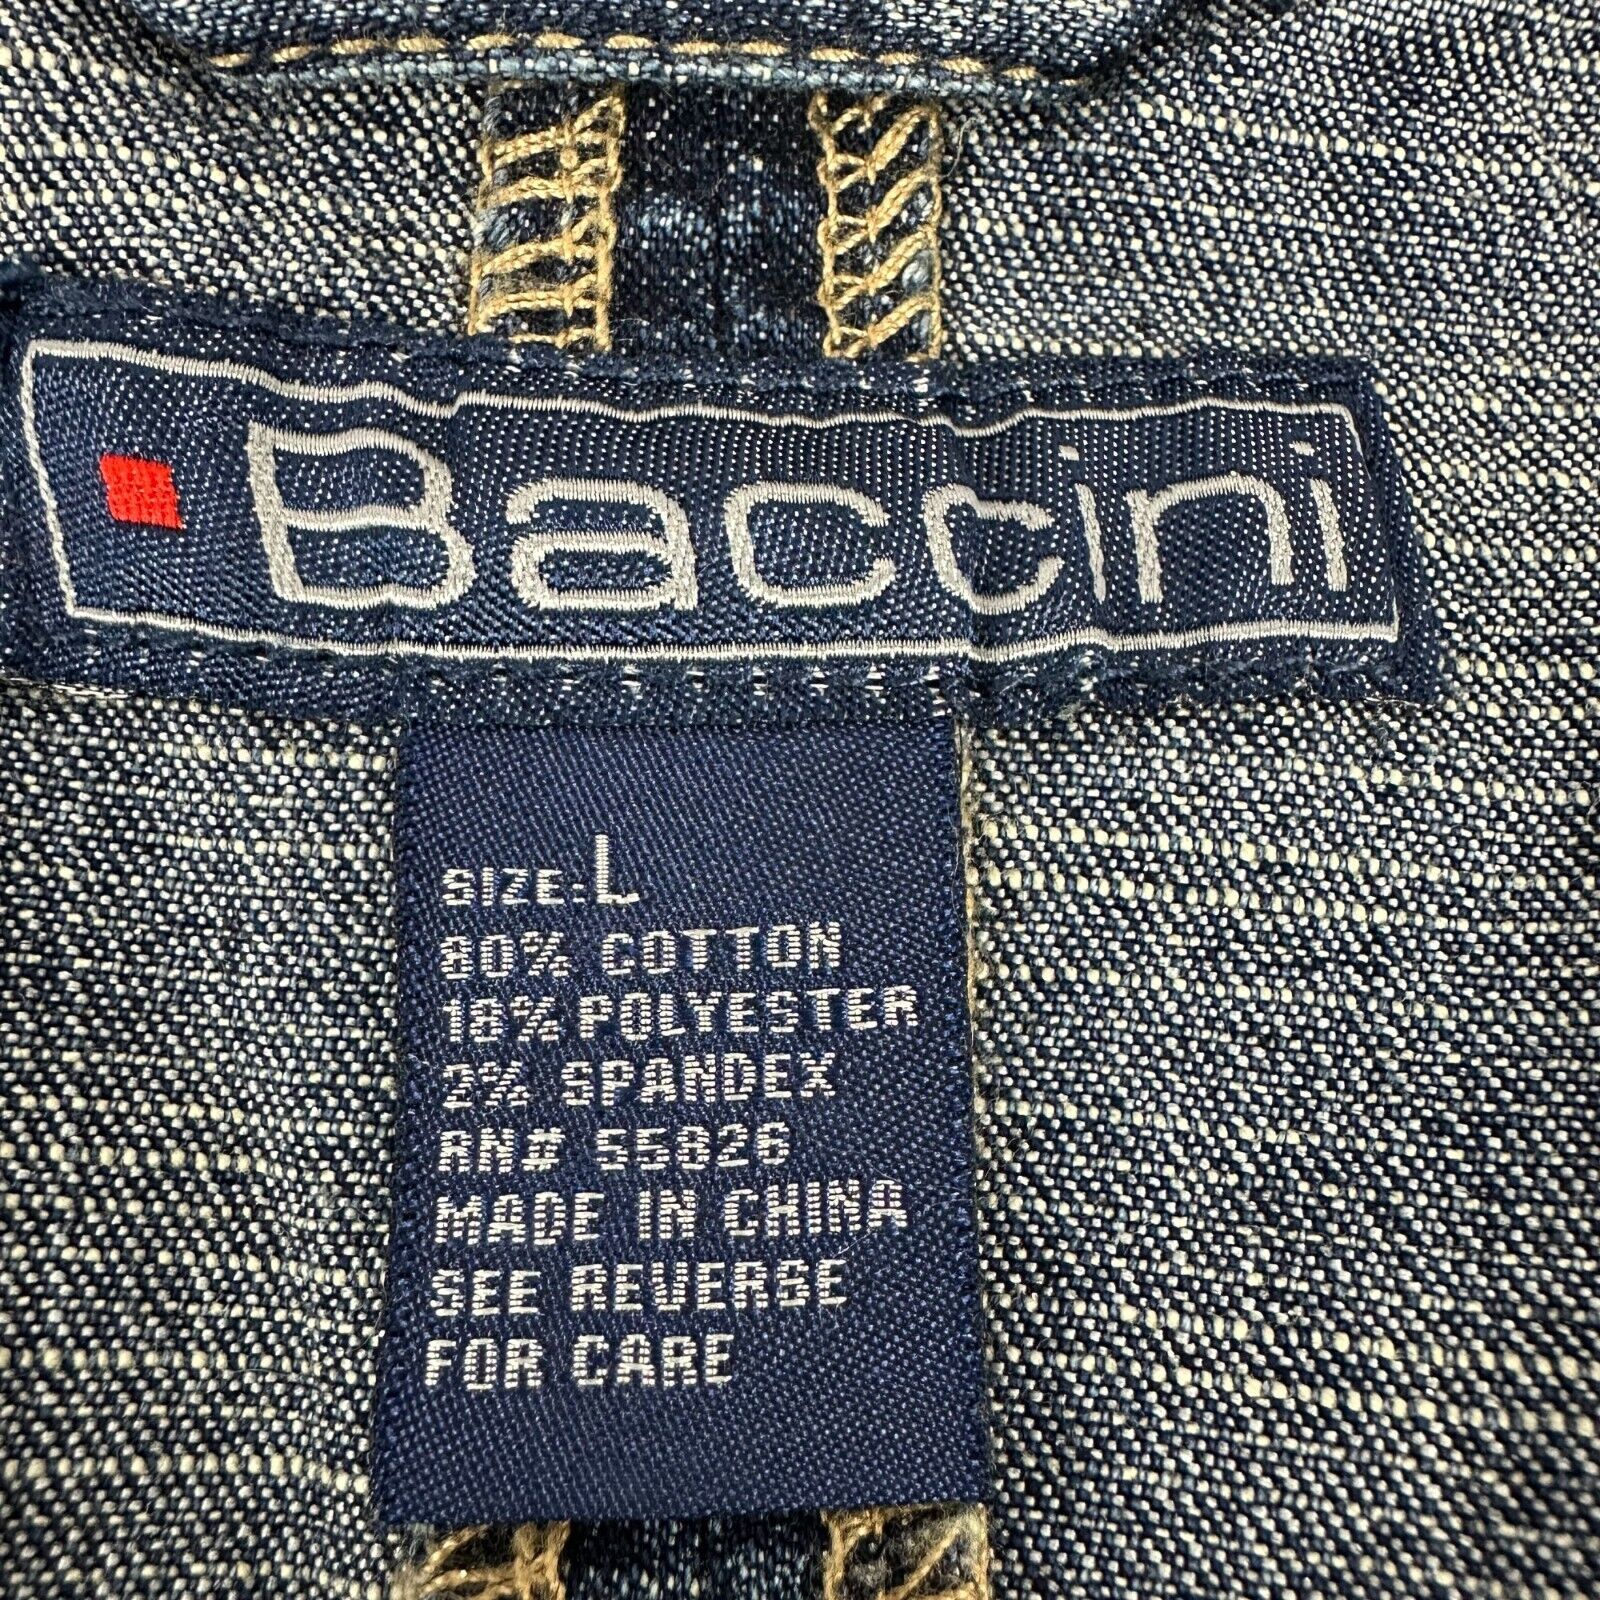 Baccini
SIZE: L
80% COTTON
18% POLYESTER
2% SPANDEX
RN# 55826
MADE IN CHINA
SEE REVERSE
FOR CARE